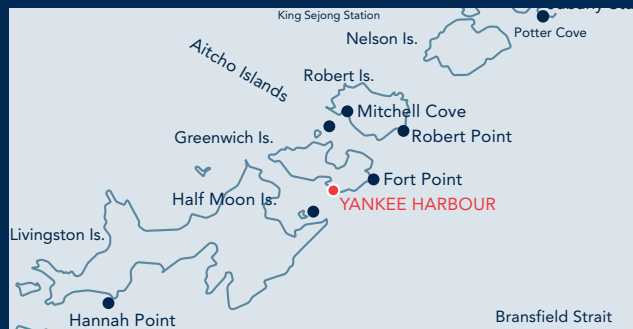 King Sejong Station
Nelson Is.
Potter Cove
Aitcho Islands
Robert Is.
Mitchell Cove
Greenwich Is.
Robert Point
Fort Point
Half Moon Is.
YANKEE HARBOUR
Livingston Is.
Hannah Point
Bransfield Strait